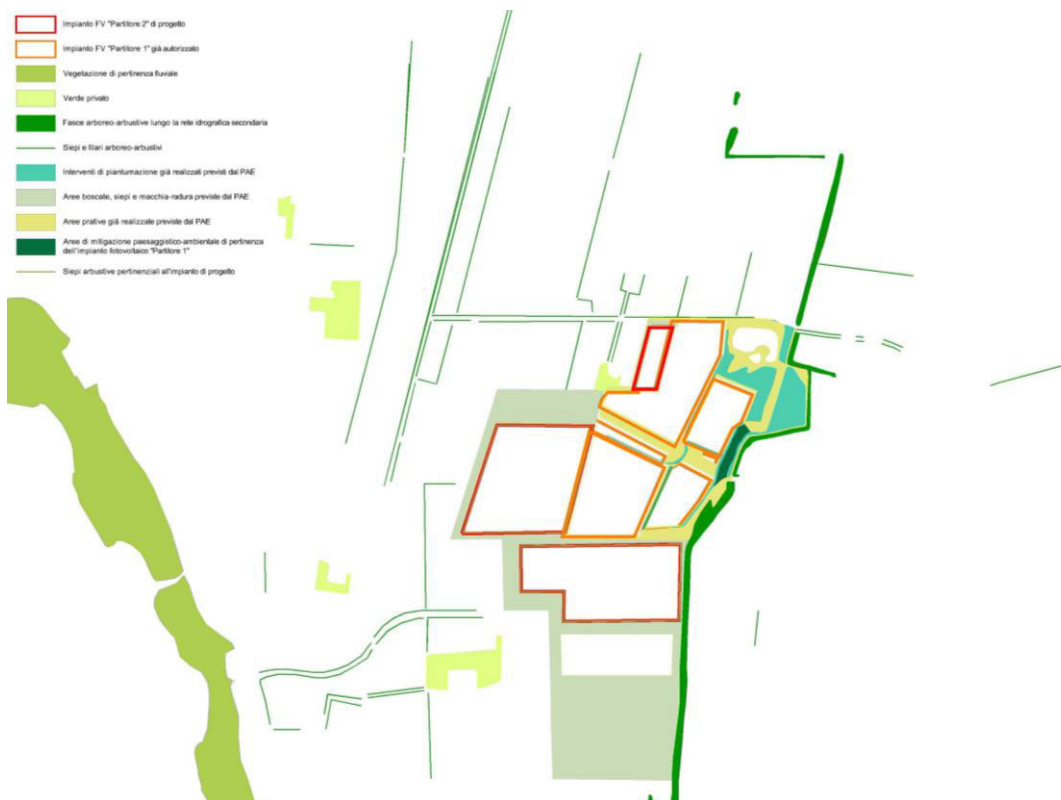 Impianto FV "Partitore 2" di progetto
Impianto FV "Partitore 1" già autorizzato
Vegetazione di pertinenza fluviale
Verde privato
Fasce arboreo-arbustive lungo la rete idrografica secondaria
Siepi e filari arboreo-arbustivi
Interventi di piantumazione già realizzati previsti dal PAE
Aree boscate, siepi e macchia-radura previste dal PAE
Aree prative già realizzate previste dal PAE
Aree di mitigazione paesaggistico-ambientale di pertinenza
dell'impianto fotovoltaico "Partitore 1"
Siepi arbustive pertinenziali all'impianto di progetto